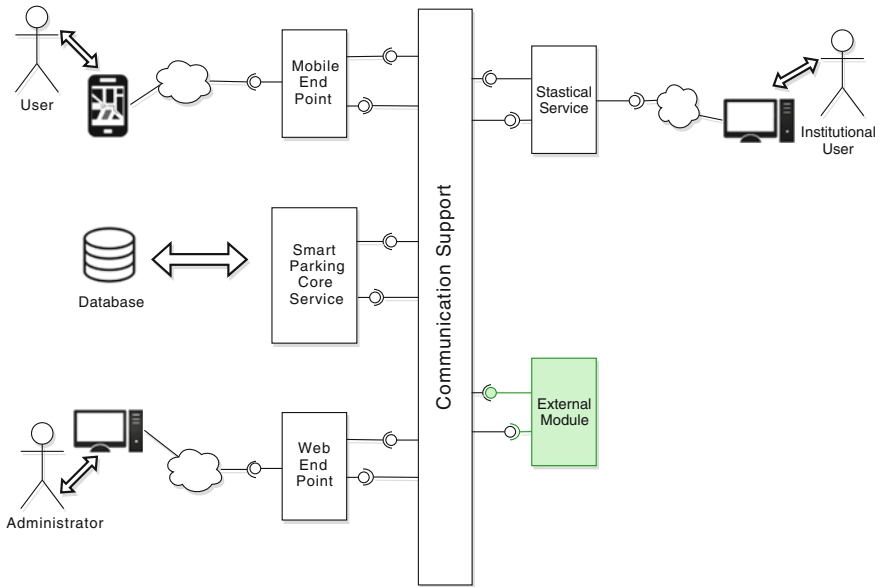 User
Mobile
End
Point
Stastical
Service
Institutional
User
Communication Support
Database
Smart
Parking
Core
Service
External
Module
Administrator
Web
End
Point